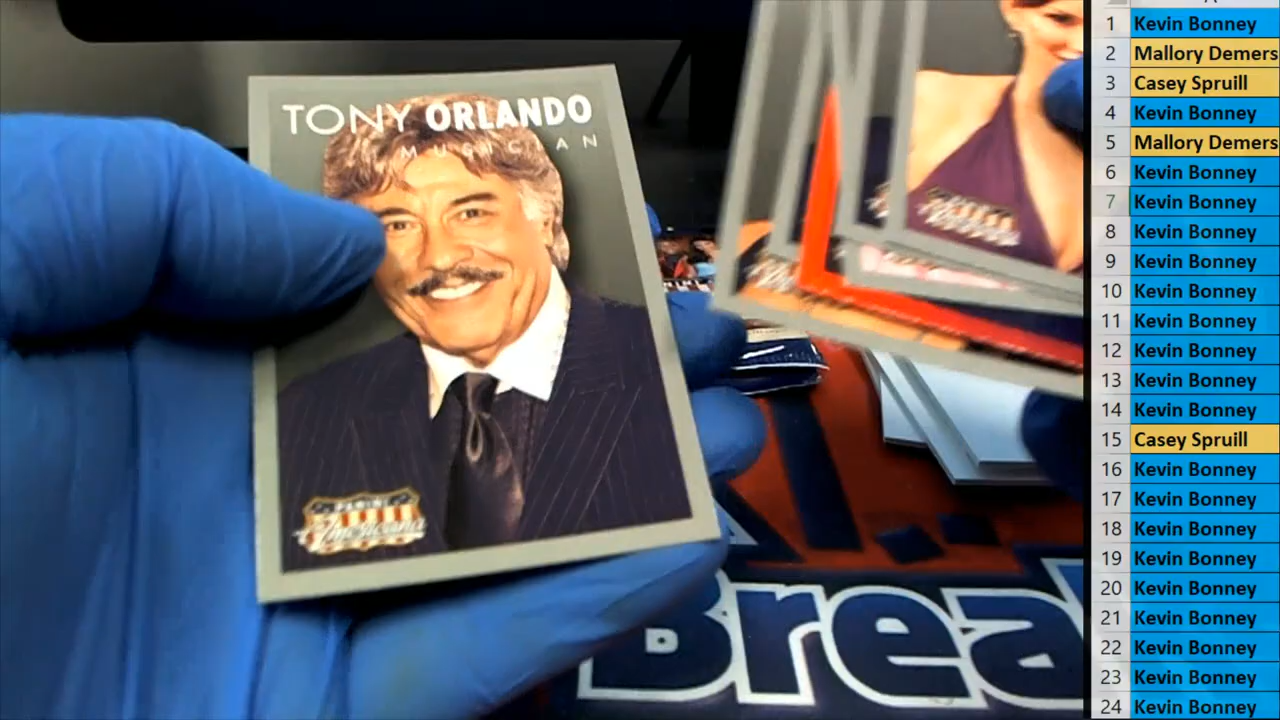 TONY ORLANDO
MUSICIAN
PANINI
Americana
Brea
1 Kevin Bonney
2 Mallory Demers
3 Casey Spruill
4 Kevin Bonney
5 Mallory Demers
6 Kevin Bonney
7 Kevin Bonney
8 Kevin Bonney
9 Kevin Bonney
10 Kevin Bonney
11 Kevin Bonney
12 Kevin Bonney
13 Kevin Bonney
14 Kevin Bonney
15 Casey Spruill
16 Kevin Bonney
17 Kevin Bonney
18 Kevin Bonney
19 Kevin Bonney
20 Kevin Bonney
21 Kevin Bonney
22 Kevin Bonney
23 Kevin Bonney
24 Kevin Bonney